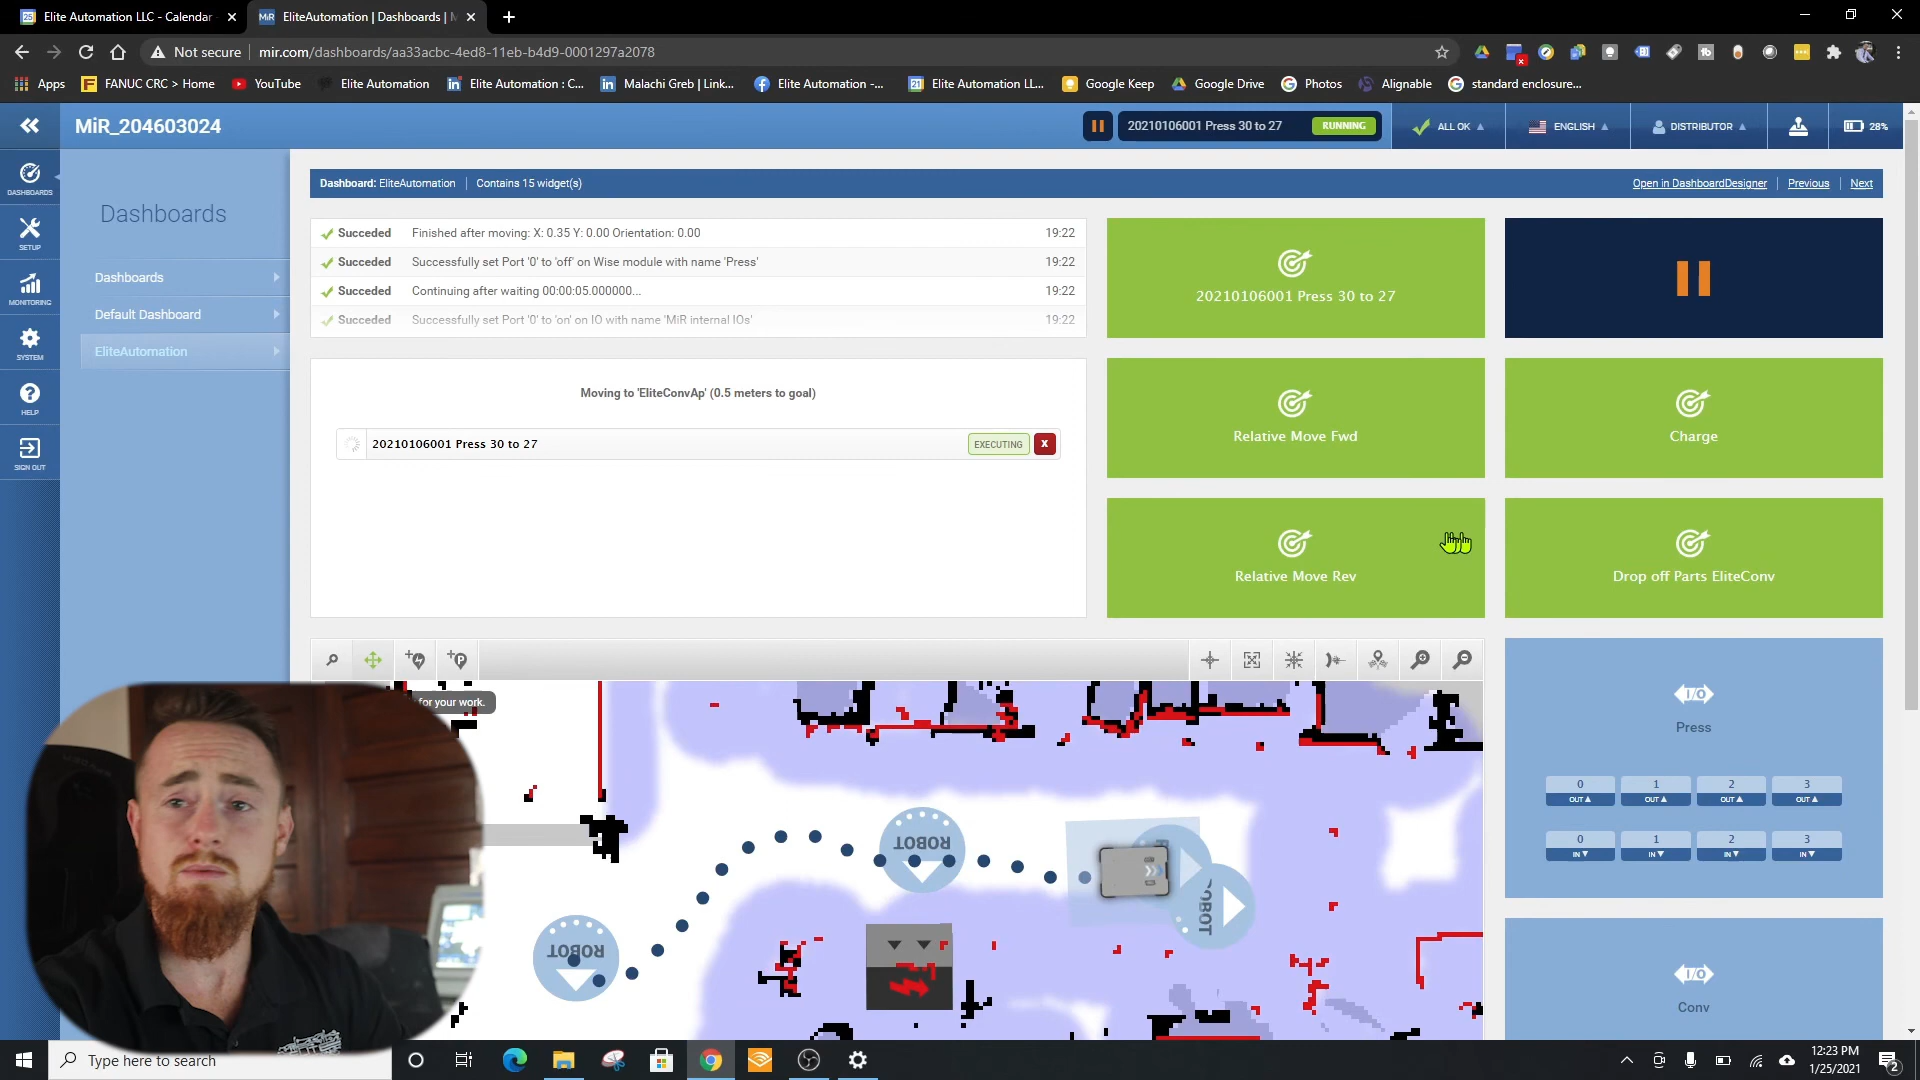 Elite Automation LLC - Calendar
EliteAutomation | Dashboards | M
Not secure
mir.com/dashboards/aa33acbc-4ed8-11eb-b4d9-0001297a2078
Apps
FANUC CRC > Home
YouTube
Elite Automation
Elite Automation : C...
Malachi Greb | Link...
Elite Automation -...
Elite Automation LL...
Google Keep
Google Drive
Photos
Alignable
standard enclosure...
MiR_204603024
20210106001 Press 30 to 27
RUNNING
ALL OK
ENGLISH
DISTRIBUTOR
28%
DASHBOARDS
SETUP
MONITORING
SYSTEM
HELP
SIGN OUT
Dashboards
Dashboards
Default Dashboard
EliteAutomation
Dashboard: EliteAutomation
Contains 15 widget(s)
Open in DashboardDesigner
Previous
Next
Succeded Finished after moving: X: 0.35 Y: 0.00 Orientation: 0.00 19:22
Succeded Successfully set Port '0' to 'off' on Wise module with name 'Press' 19:22
Succeded Continuing after waiting 00:00:05.000000... 19:22
Succeded Successfully set Port '0' to 'on' on IO with name 'MiR internal IOs' 19:22
Moving to 'EliteConvAp' (0.5 meters to goal)
20210106001 Press 30 to 27
EXECUTING
X
20210106001 Press 30 to 27
Relative Move Fwd
Charge
Relative Move Rev
Drop off Parts EliteConv
for your work.
ROBOT
ROBOT
ROBOT
I/O
Press
0 1 2 3
OUT OUT OUT OUT
0 1 2 3
IN IN IN IN
I/O
Conv
Type here to search
12:23 PM
1/25/2021
2